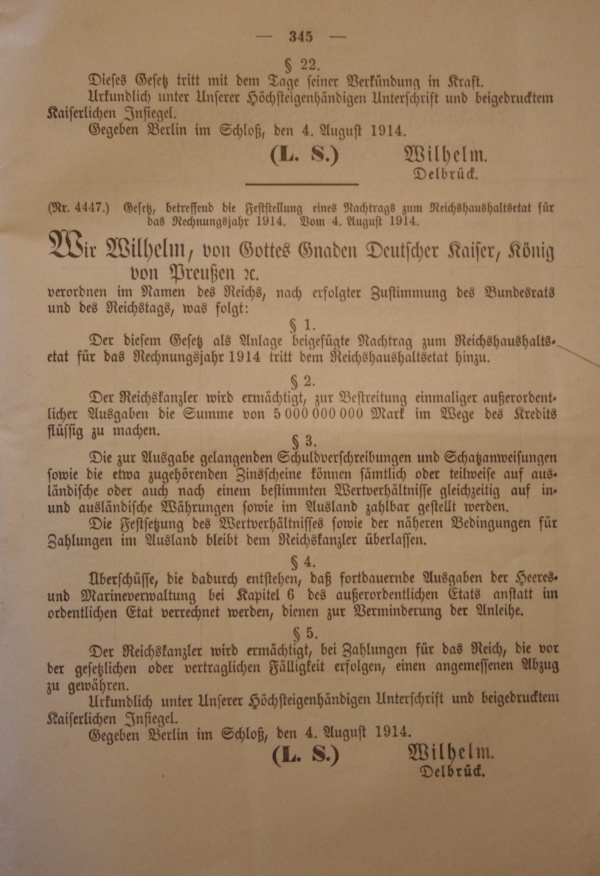 — 345 —
§ 22.
Dieses Gesetz tritt mit dem Tage seiner Verkündung in Kraft.
Urkundlich unter Unserer Höchsteigenhändigen Unterschrift und beigedrucktem
Kaiserlichen Insiegel.
Gegeben Berlin im Schloß, den 4. August 1914.
(L. S.) Wilhelm.
Delbrück.
(Nr. 4447.) Gesetz, betreffend die Feststellung eines Nachtrags zum Reichshaushaltsetat für
das Rechnungsjahr 1914. Vom 4. August 1914.
Wir Wilhelm, von Gottes Gnaden Deutscher Kaiser, König
von Preußen ꝛc.
verordnen im Namen des Reichs, nach erfolgter Zustimmung des Bundesrats
und des Reichstags, was folgt:
§ 1.
Der diesem Gesetz als Anlage beigefügte Nachtrag zum Reichshaushalts-
etat für das Rechnungsjahr 1914 tritt dem Reichshaushaltsetat hinzu.
§ 2.
Der Reichskanzler wird ermächtigt, zur Bestreitung einmaliger außerordent-
licher Ausgaben die Summe von 5 000 000 000 Mark im Wege des Kredits
flüssig zu machen.
§ 3.
Die zur Ausgabe gelangenden Schuldverschreibungen und Schatzanweisungen
sowie die etwa zugehörenden Zinsscheine können sämtlich oder teilweise auf aus-
ländische oder auch nach einem bestimmten Wertverhältnisse gleichzeitig auf in-
und ausländische Währungen sowie im Ausland zahlbar gestellt werden.
Die Festsetzung des Wertverhältnisses sowie der näheren Bedingungen für
Zahlungen im Ausland bleibt dem Reichskanzler überlassen.
§ 4.
Überschüsse, die dadurch entstehen, daß fortdauernde Ausgaben der Heeres-
und Marineverwaltung bei Kapitel 6 des außerordentlichen Etats anstatt im
ordentlichen Etat verrechnet werden, dienen zur Verminderung der Anleihe.
§ 5.
Der Reichskanzler wird ermächtigt, bei Zahlungen für das Reich, die vor
der gesetzlichen oder vertraglichen Fälligkeit erfolgen, einen angemessenen Abzug
zu gewähren.
Urkundlich unter Unserer Höchsteigenhändigen Unterschrift und beigedrucktem
Kaiserlichen Insiegel.
Gegeben Berlin im Schloß, den 4. August 1914.
(L. S.) Wilhelm.
Delbrück.